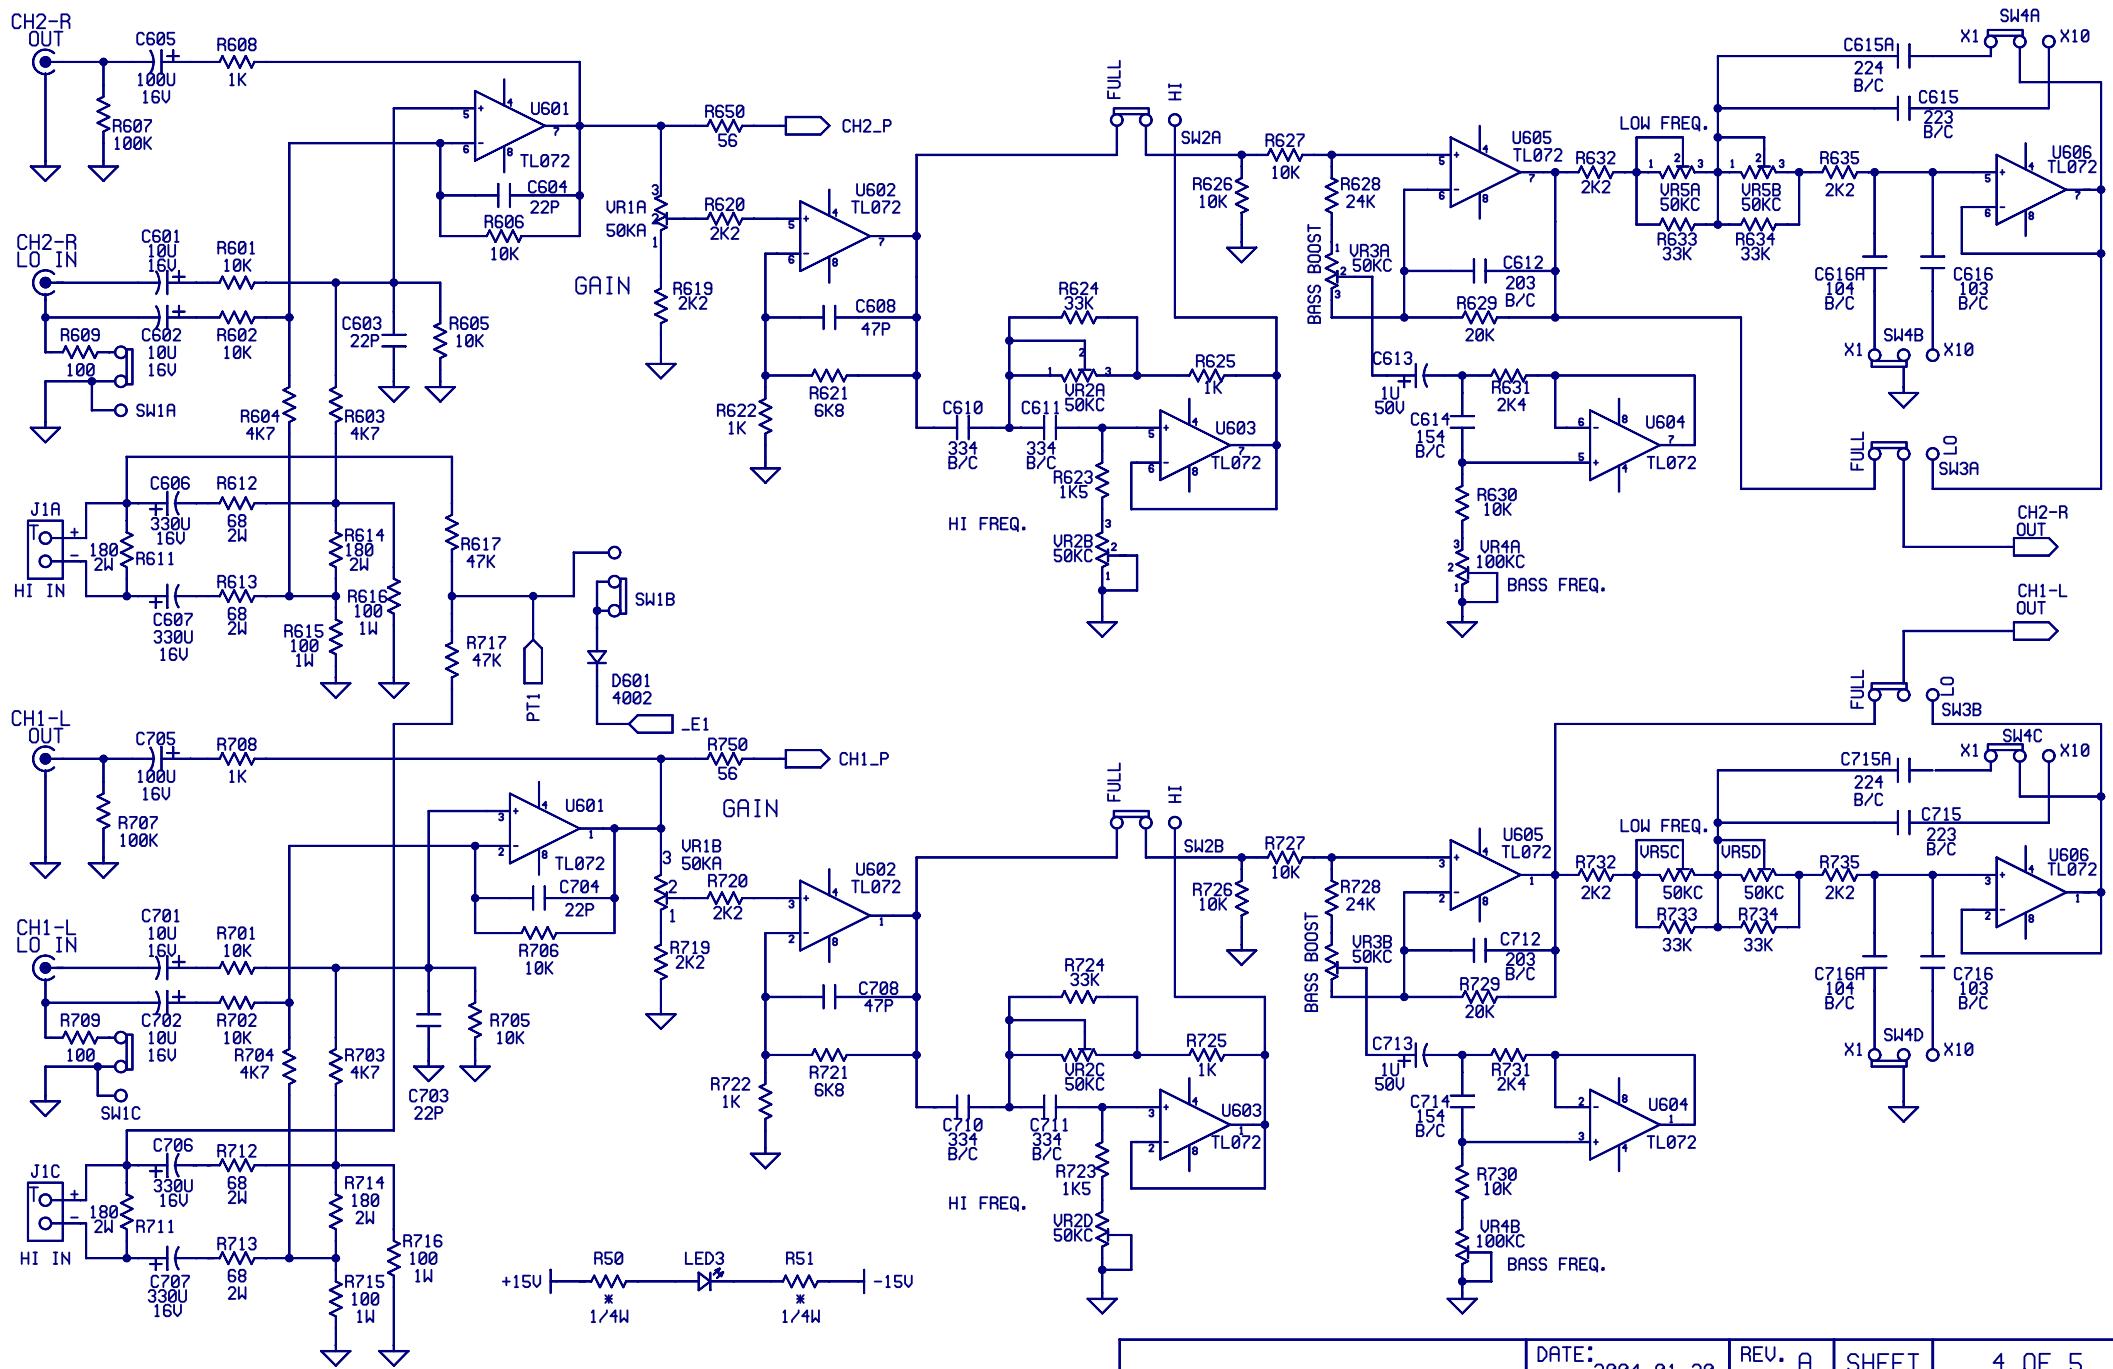 CH2-R
OUT
C605
100U
16V
R608
1K
R607
100K
U601
TL072
C604
22P
R606
10K
R650
56
CH2_P
VR1A
50KA
R620
2K2
GAIN
R619
2K2
U602
TL072
C608
47P
R621
6K8
R622
1K
CH2-R
LO IN
C601
10U
16V
R601
10K
C602
10U
16V
R602
10K
R609
100
SW1A
C603
22P
R605
10K
R604
4K7
R603
4K7
J1A
T
+
-
HI IN
180
2W
R611
C606
330U
16V
R612
68
2W
C607
330U
16V
R613
68
2W
R614
180
2W
R615
100
1W
R616
100
1W
R617
47K
R717
47K
PT1
SW1B
D601
4002
_E1
FULL
HI
SW2A
R626
10K
R627
10K
R628
24K
BASS BOOST
VR3A
50KC
R624
33K
VR2A
50KC
R625
1K
C610
334
B/C
C611
334
B/C
R623
1K5
U603
TL072
HI FREQ.
VR2B
50KC
U605
TL072
C612
203
B/C
R629
20K
C613
1U
50V
R631
2K4
C614
154
B/C
U604
TL072
R630
10K
VR4A
100KC
BASS FREQ.
R632
2K2
LOW FREQ.
VR5A
50KC
VR5B
50KC
R633
33K
R634
33K
R635
2K2
C615A
224
B/C
C615
223
B/C
SW4A
X1
X10
U606
TL072
C616A
104
B/C
C616
103
B/C
X1
SW4B
X10
FULL
LO
SW3A
CH2-R
OUT
CH1-L
OUT
FULL
LO
SW3B
CH1-L
OUT
C705
100U
16V
R708
1K
R707
100K
R750
56
CH1_P
GAIN
U601
TL072
C704
22P
R706
10K
VR1B
50KA
R720
2K2
R719
2K2
U602
TL072
C708
47P
R721
6K8
R722
1K
CH1-L
LO IN
C701
10U
16V
R701
10K
C702
10U
16V
R702
10K
R709
100
SW1C
R704
4K7
R703
4K7
C703
22P
R705
10K
J1C
T
+
-
HI IN
180
2W
R711
C706
330U
16V
R712
68
2W
C707
330U
16V
R713
68
2W
R714
180
2W
R715
100
1W
R716
100
1W
+15V
R50
*
1/4W
LED3
R51
*
1/4W
-15V
FULL
HI
SW2B
R726
10K
R727
10K
R728
24K
BASS BOOST
VR3B
50KC
R724
33K
VR2C
50KC
R725
1K
C710
334
B/C
C711
334
B/C
R723
1K5
U603
TL072
HI FREQ.
VR2D
50KC
U605
TL072
C712
203
B/C
R729
20K
C713
1U
50V
R731
2K4
C714
154
B/C
U604
TL072
R730
10K
VR4B
100KC
BASS FREQ.
R732
2K2
LOW FREQ.
VR5C
50KC
VR5D
50KC
R733
33K
R734
33K
R735
2K2
C715A
224
B/C
C715
223
B/C
SW4C
X1
X10
U606
TL072
C716A
104
B/C
C716
103
B/C
X1
SW4D
X10
DATE:
REV. A
SHEET
4 OF 5